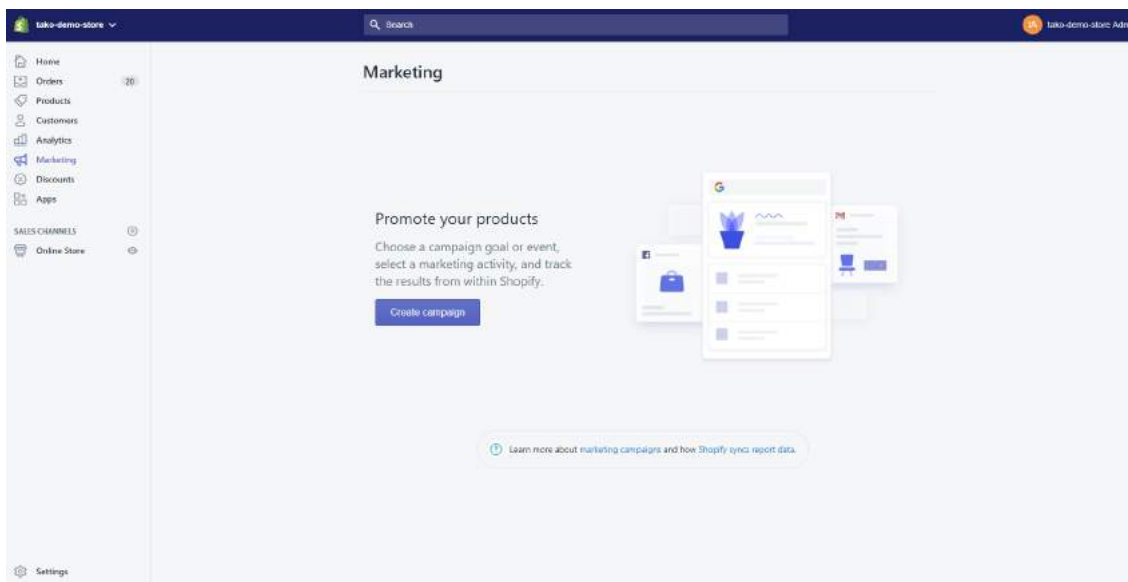 tako-demo-store
Search
tako-demo-store Adm
Home
Orders 20
Products
Customers
Analytics
Marketing
Discounts
Apps
SALES CHANNELS
Online Store
Settings
Marketing
Promote your products
Choose a campaign goal or event,
select a marketing activity, and track
the results from within Shopify.
Create campaign
Learn more about marketing campaigns and how Shopify syncs report data.